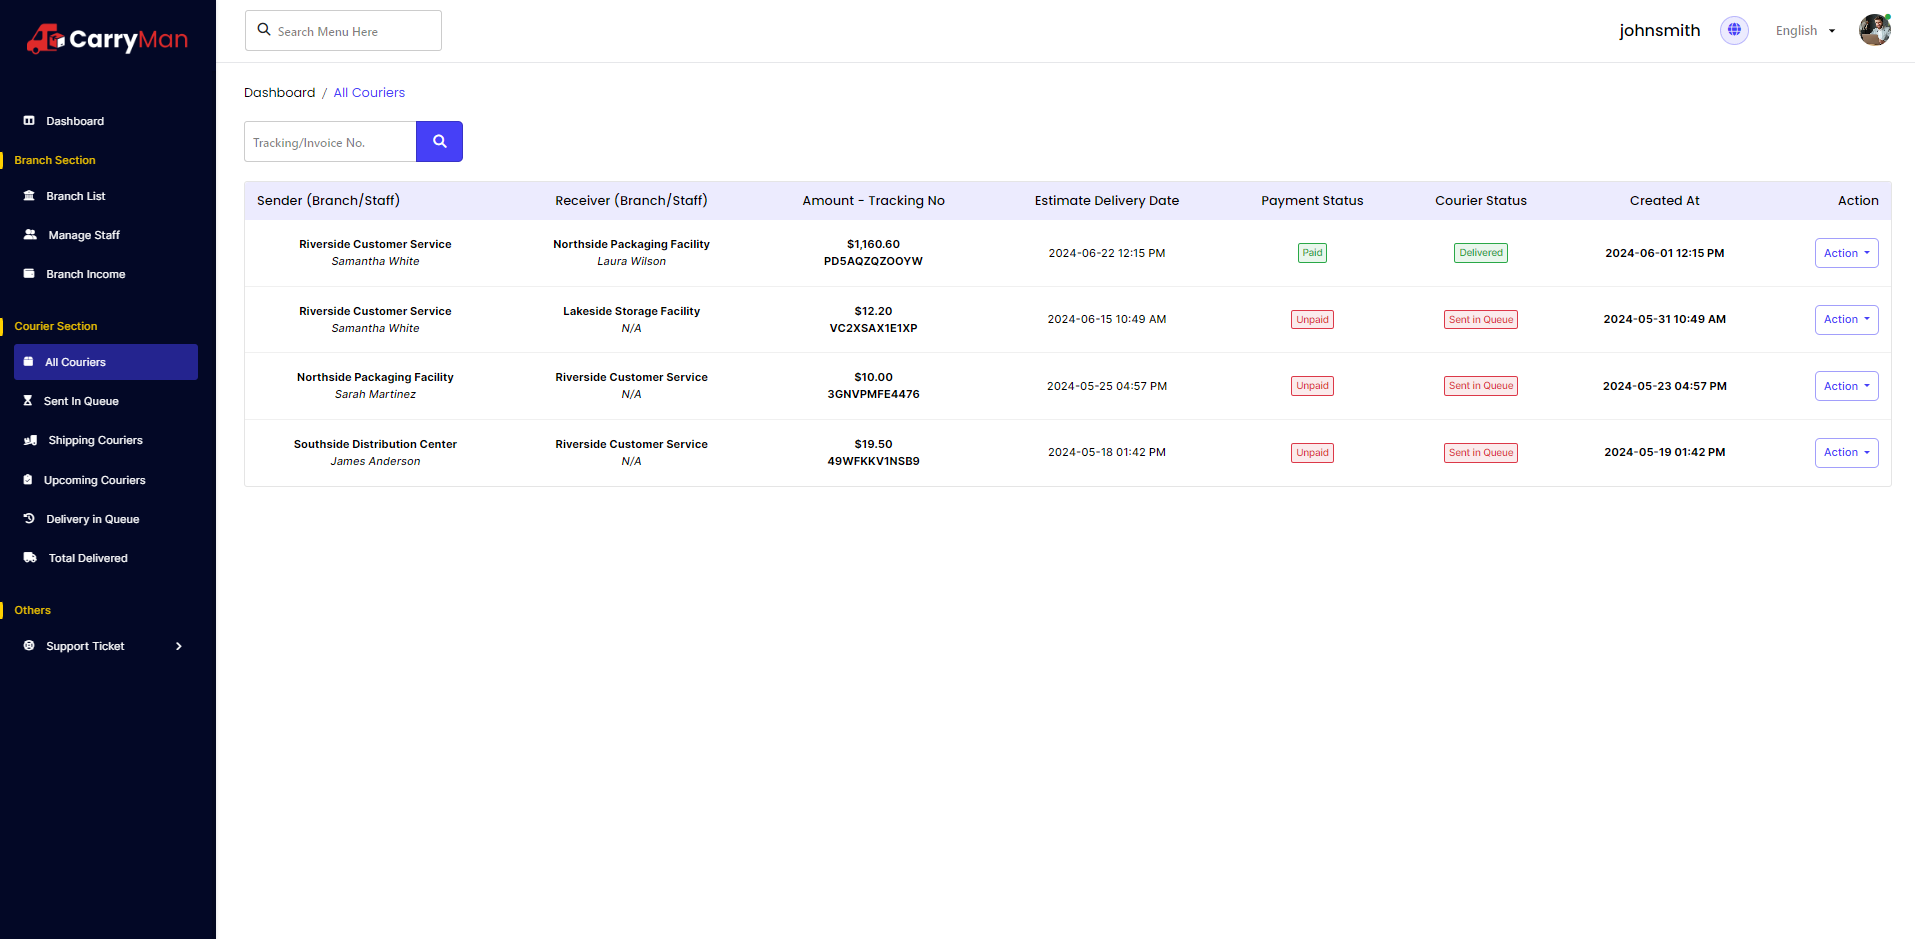 CarryMan
Search Menu Here
johnsmith
English
Dashboard
Branch Section
Branch List
Manage Staff
Branch Income
Courier Section
All Couriers
Sent In Queue
Shipping Couriers
Upcoming Couriers
Delivery in Queue
Total Delivered
Others
Support Ticket
Dashboard / All Couriers
Tracking/Invoice No.
Sender (Branch/Staff) Receiver (Branch/Staff) Amount - Tracking No Estimate Delivery Date Payment Status Courier Status Created At Action
Riverside Customer Service Northside Packaging Facility $1,160.60
Samantha White Laura Wilson PD5AQZQZOOYW 2024-06-22 12:15 PM Paid Delivered 2024-06-01 12:15 PM Action
Riverside Customer Service Lakeside Storage Facility $12.20
Samantha White N/A VC2XSAX1E1XP 2024-06-15 10:49 AM Unpaid Sent in Queue 2024-05-31 10:49 AM Action
Northside Packaging Facility Riverside Customer Service $10.00
Sarah Martinez N/A 3GNVPMFE4476 2024-05-25 04:57 PM Unpaid Sent in Queue 2024-05-23 04:57 PM Action
Southside Distribution Center Riverside Customer Service $19.50
James Anderson N/A 49WFKKV1NSB9 2024-05-18 01:42 PM Unpaid Sent in Queue 2024-05-19 01:42 PM Action